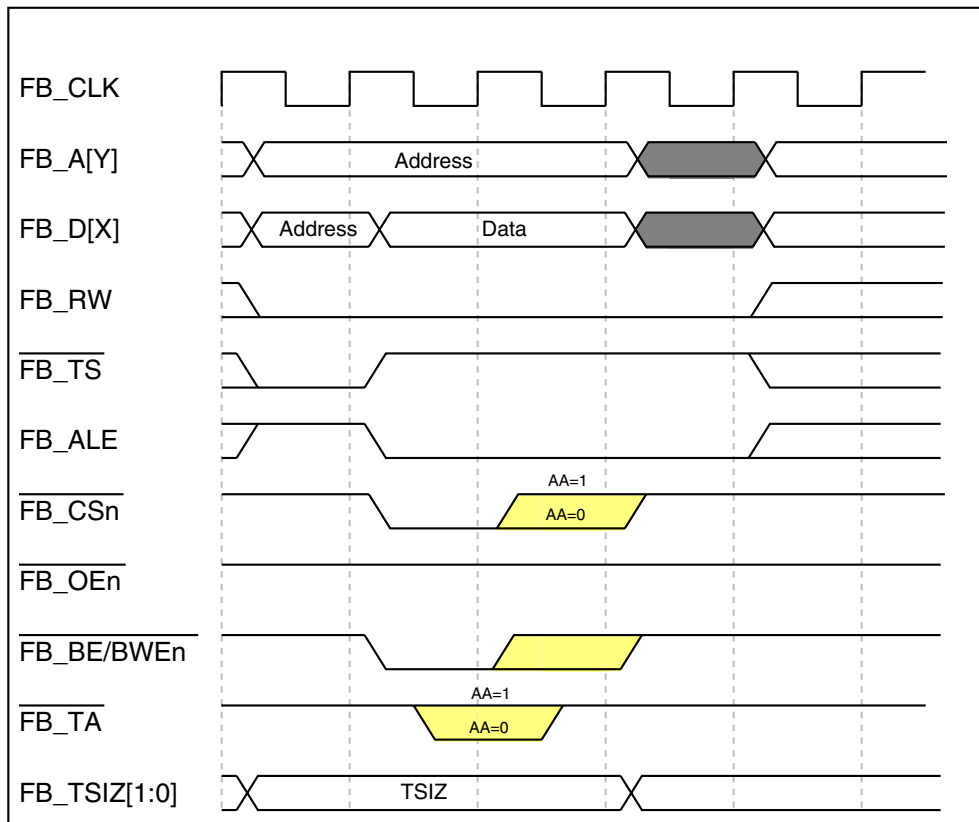 FB_CLK
FB_A[Y]
Address
FB_D[X]
Address
Data
FB_RW
FB_TS
FB_ALE
AA=1
FB_CSn
AA=0
FB_OEn
FB_BE/BWEn
AA=1
FB_TA
AA=0
FB_TSIZ[1:0]
TSIZ